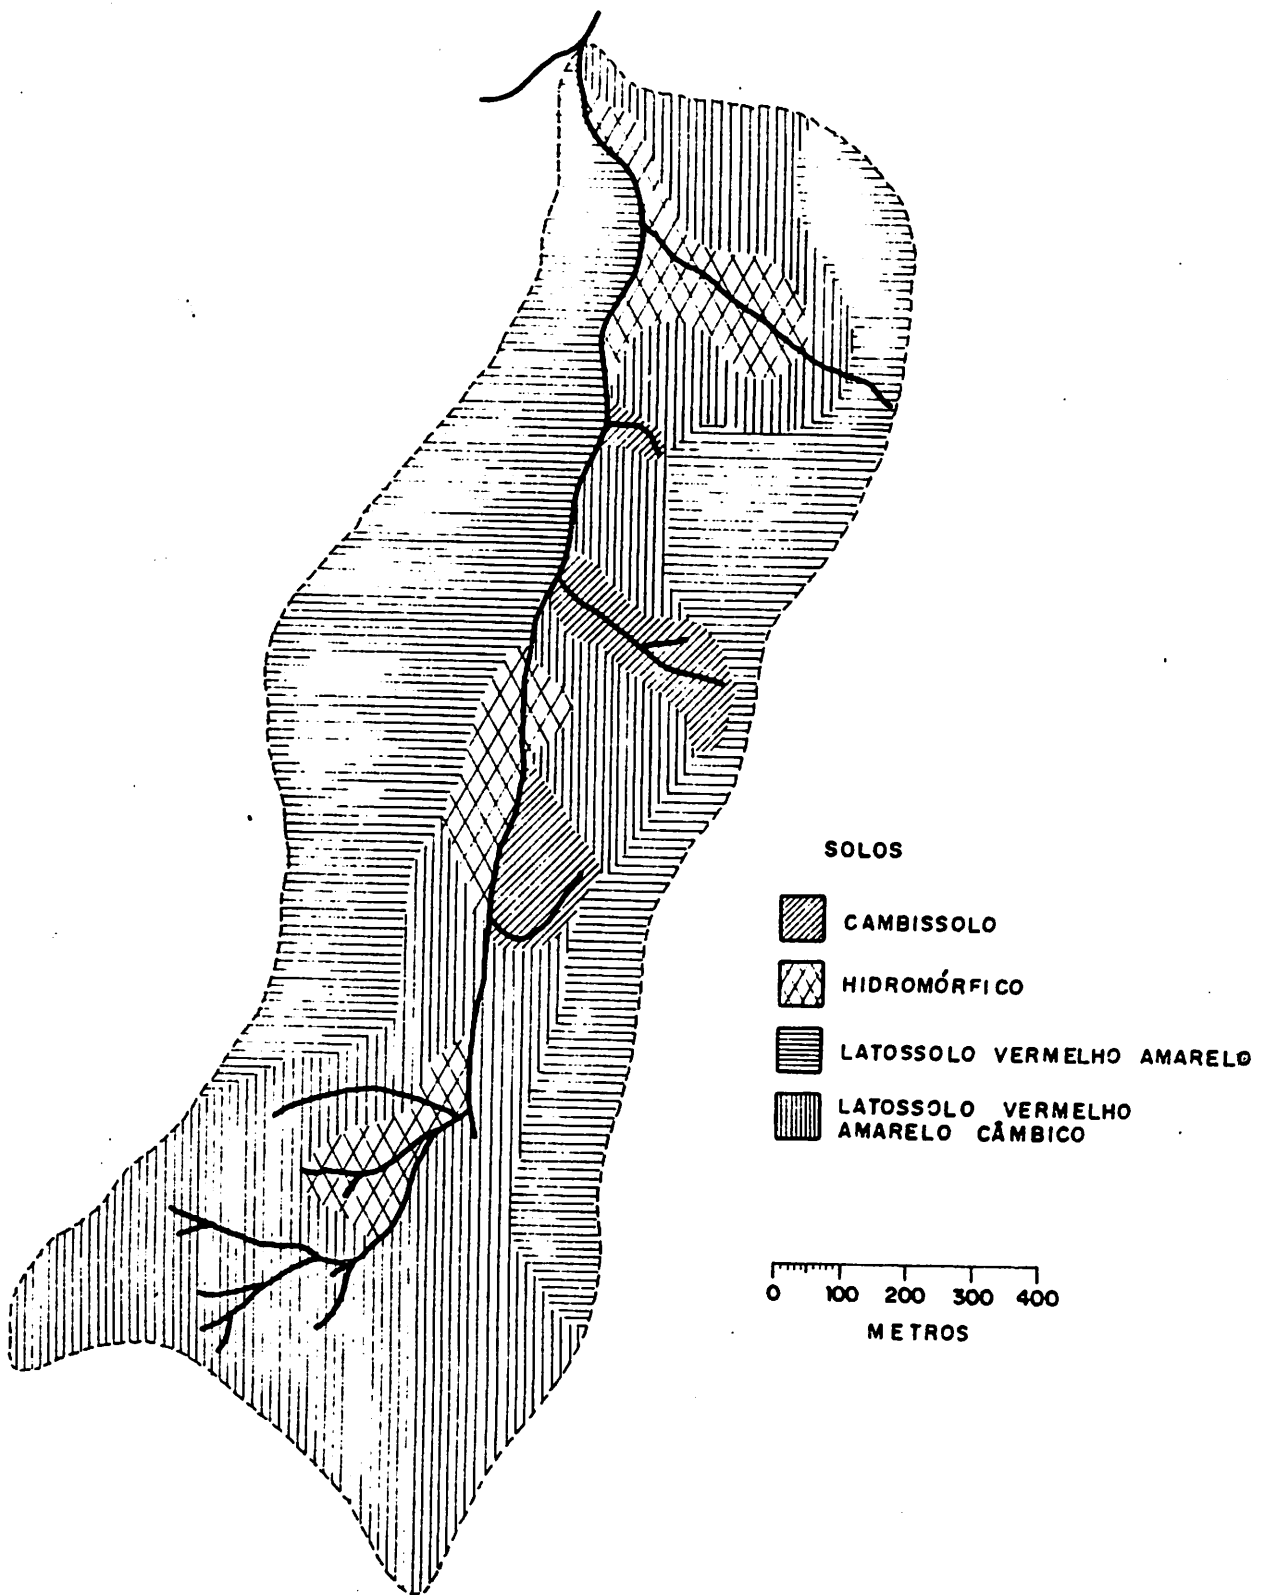 SOLOS
CAMBISSOLO
HIDROMÓRFICO
LATOSSOLO VERMELHO AMARELO
LATOSSOLO VERMELHO
AMARELO CÂMBICO
0 100 200 300 400
METROS